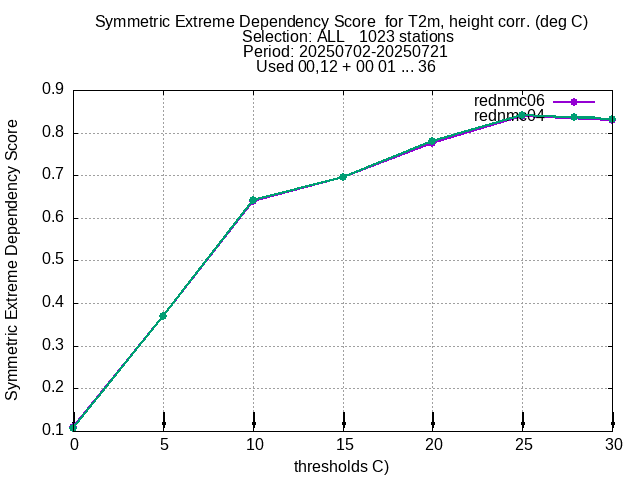 Symmetric Extreme Dependency Score  for T2m, height corr. (deg C)
Selection: ALL   1023 stations
Period: 20250702-20250721
Used 00,12 + 00 01 ... 36
rednmc06
rednmc04
Symmetric Extreme Dependency Score
0.9
0.8
0.7
0.6
0.5
0.4
0.3
0.2
0.1
0 5 10 15 20 25 30
thresholds C)